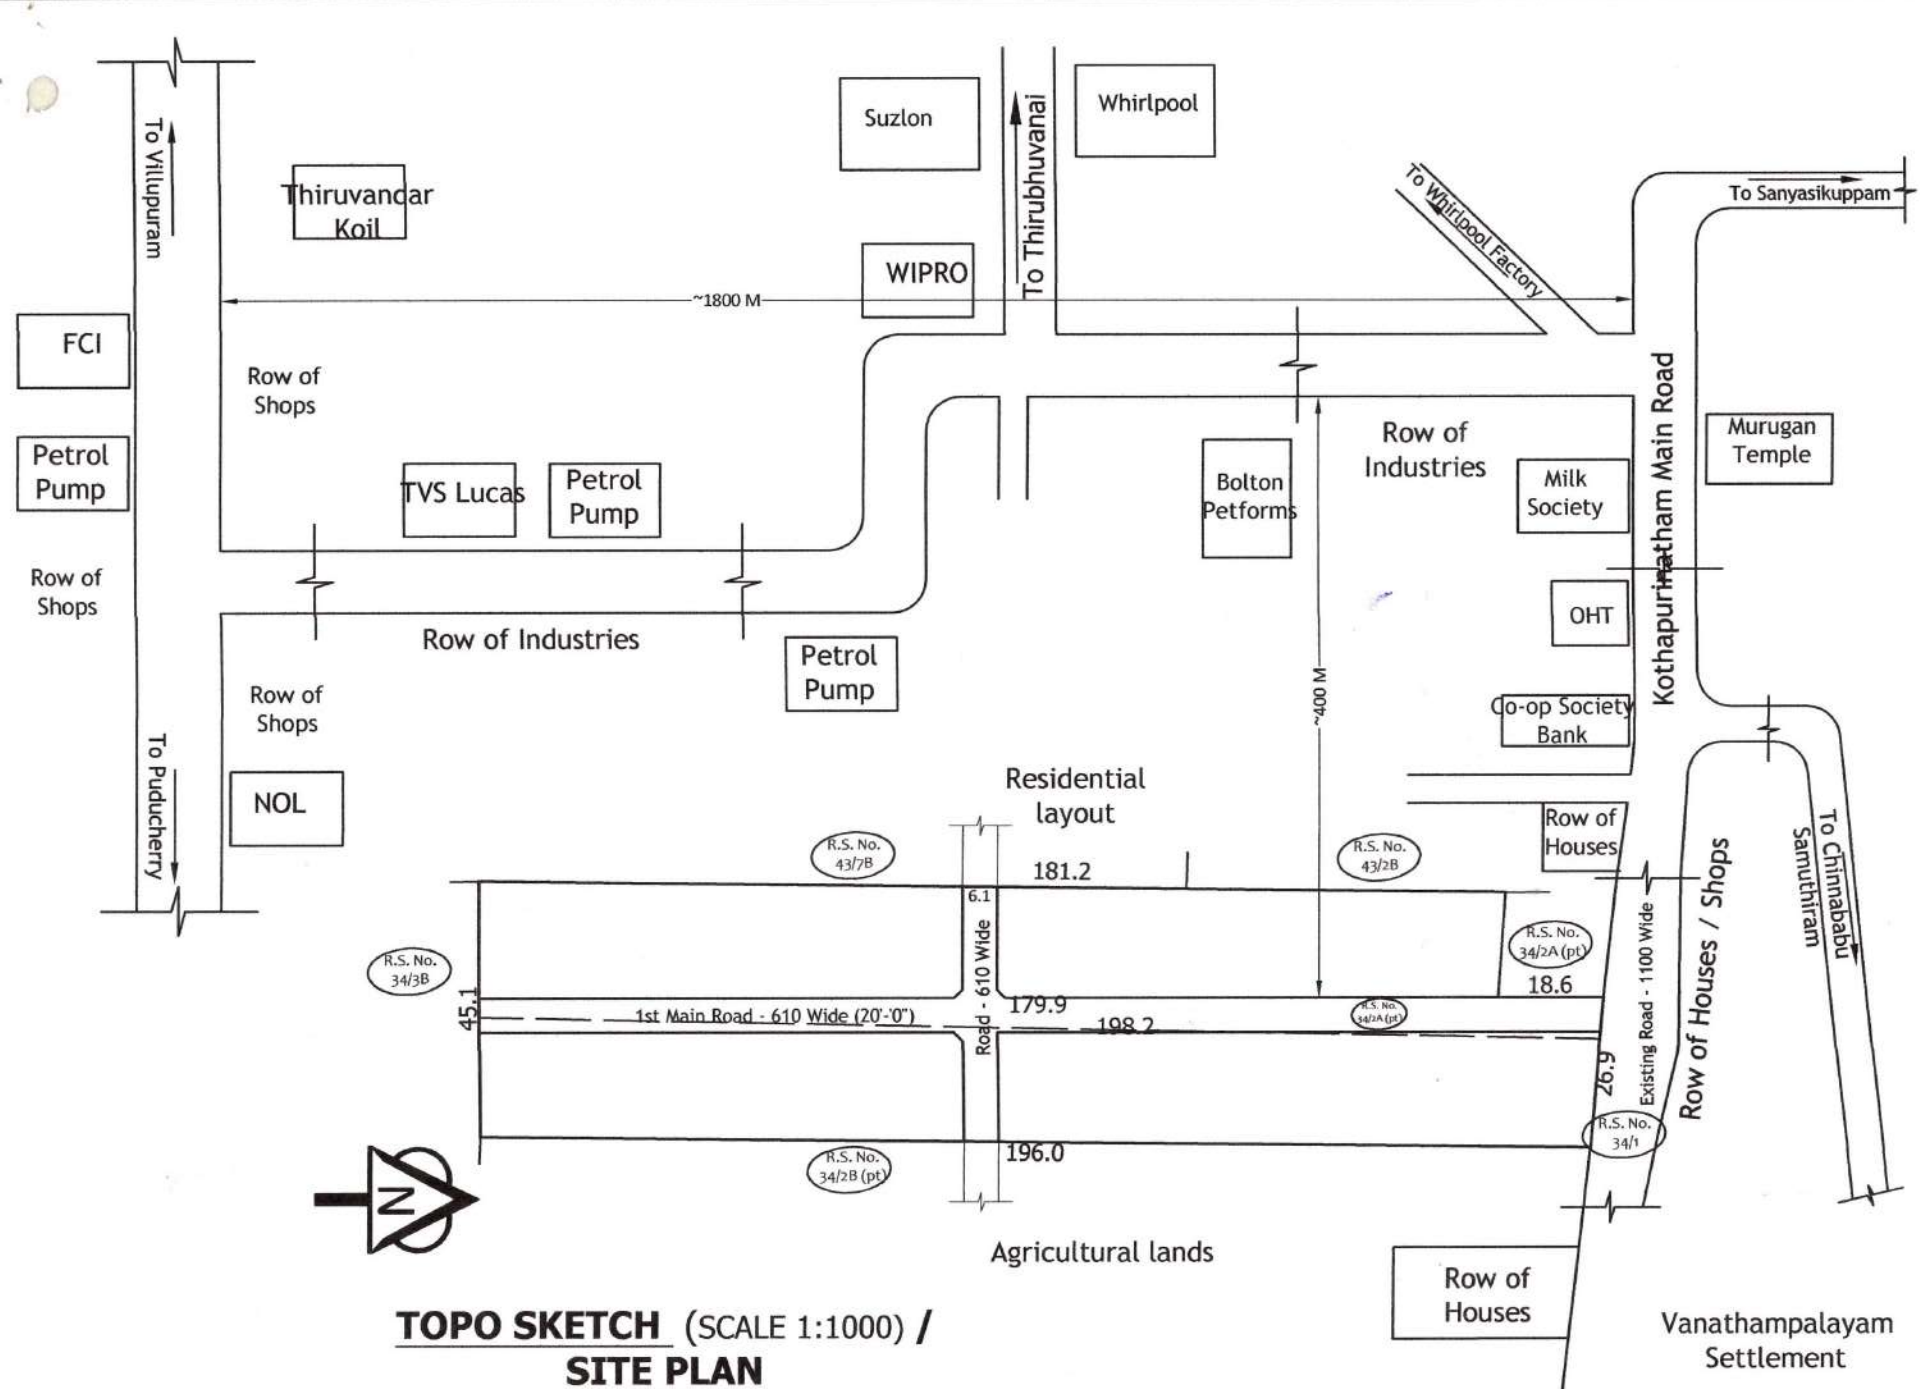 To Villupuram
Thiruvandar
Koil
Suzlon
To Thirubhuvanai
Whirlpool
To Whirlpool Factory
To Sanyasikuppam
WIPRO
~1800 M
FCI
Row of
Shops
Petrol
Pump
TVS Lucas
Petrol
Pump
Row of
Industries
Bolton
Petforms
Milk
Society
Kothapurinatham Main Road
Murugan
Temple
Row of
Shops
OHT
Row of Industries
Petrol
Pump
~400 M
Row of
Shops
Co-op Society
Bank
To Puducherry
NOL
Residential
layout
Row of
Houses
To Chinnababu
Samuthiram
R.S. No.
43/7B
181.2
R.S. No.
43/2B
6.1
Road - 610 Wide
R.S. No.
34/3B
45.1
R.S. No.
34/2A (pt)
18.6
Existing Road - 1100 Wide
Row of Houses / Shops
1st Main Road - 610 Wide (20'-0")
179.9
198.2
R.S. No.
34/2A (pt)
26.9
R.S. No.
34/1
196.0
R.S. No.
34/2B (pt)
N
Agricultural lands
Row of
Houses
TOPO SKETCH (SCALE 1:1000) /
SITE PLAN
Vanathampalayam
Settlement